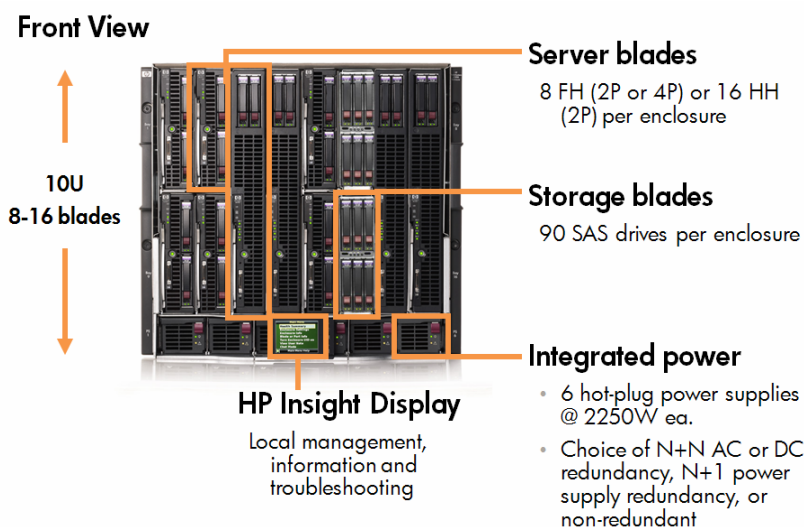 Front View
10U
8-16 blades
Server blades
8 FH (2P or 4P) or 16 HH
(2P) per enclosure
Storage blades
90 SAS drives per enclosure
Integrated power
• 6 hot-plug power supplies
@ 2250W ea.
• Choice of N+N AC or DC
redundancy, N+1 power
supply redundancy, or
non-redundant
HP Insight Display
Local management,
information and
troubleshooting